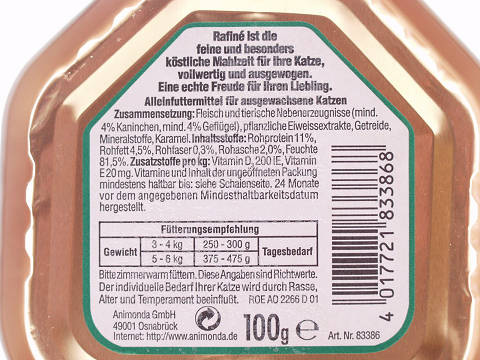 Rafiné ist die
feine und besonders
köstliche Mahlzeit für Ihre Katze,
vollwertig und ausgewogen.
Eine echte Freude für Ihren Liebling.
Alleinfuttermittel für ausgewachsene Katzen
Zusammensetzung: Fleisch und tierische Nebenerzeugnisse (mind.
4% Kaninchen, mind. 4% Geflügel), pflanzliche Eiweissextrakte, Getreide,
Mineralstoffe, Karamel. Inhaltsstoffe: Rohprotein 11%,
Rohfett 4,5%, Rohfaser 0,3%, Rohasche 2,0%, Feuchte
81,5%. Zusatzstoffe pro kg: Vitamin D₃ 200 IE, Vitamin
E 20 mg. Vitamine und Inhalt der ungeöffneten Packung
mindestens haltbar bis: siehe Schalenseite. 24 Monate
vor dem angegebenen Mindesthaltbarkeitsdatum
hergestellt.
Fütterungsempfehlung
Gewicht 3 - 4 kg 250 - 300 g Tagesbedarf
5 - 6 kg 375 - 475 g
Bitte zimmerwarm füttern. Diese Angaben sind Richtwerte.
Der individuelle Bedarf Ihrer Katze wird durch Rasse,
Alter und Temperament beeinflußt. ROE AO 2266 D 01
Animonda GmbH
49001 Osnabrück
Internet: http://www.animonda.de
100g ℮
Art. Nr. 83386
4 017721 833868